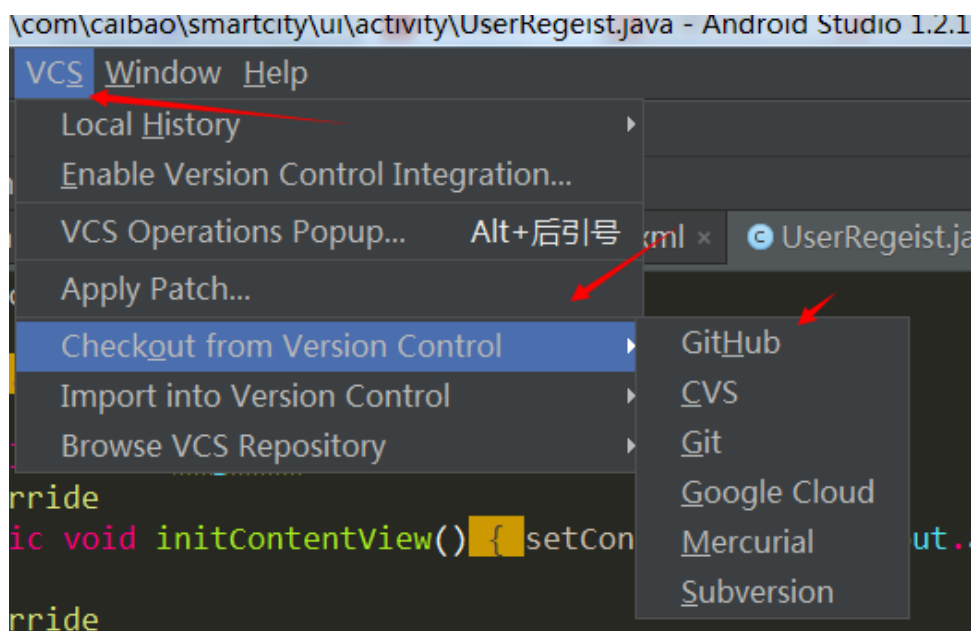 \com\caibao\smartcity\ui\activity\UserRegeist.java - Android Studio 1.2.1
VCS Window Help
Local History
Enable Version Control Integration...
VCS Operations Popup... Alt+后引号
xml × C UserRegeist.ja
Apply Patch...
Checkout from Version Control
GitHub
Import into Version Control
CVS
Browse VCS Repository
Git
rride
Google Cloud
ic void initContentView() { setCon
Mercurial
ut.
Subversion
rride